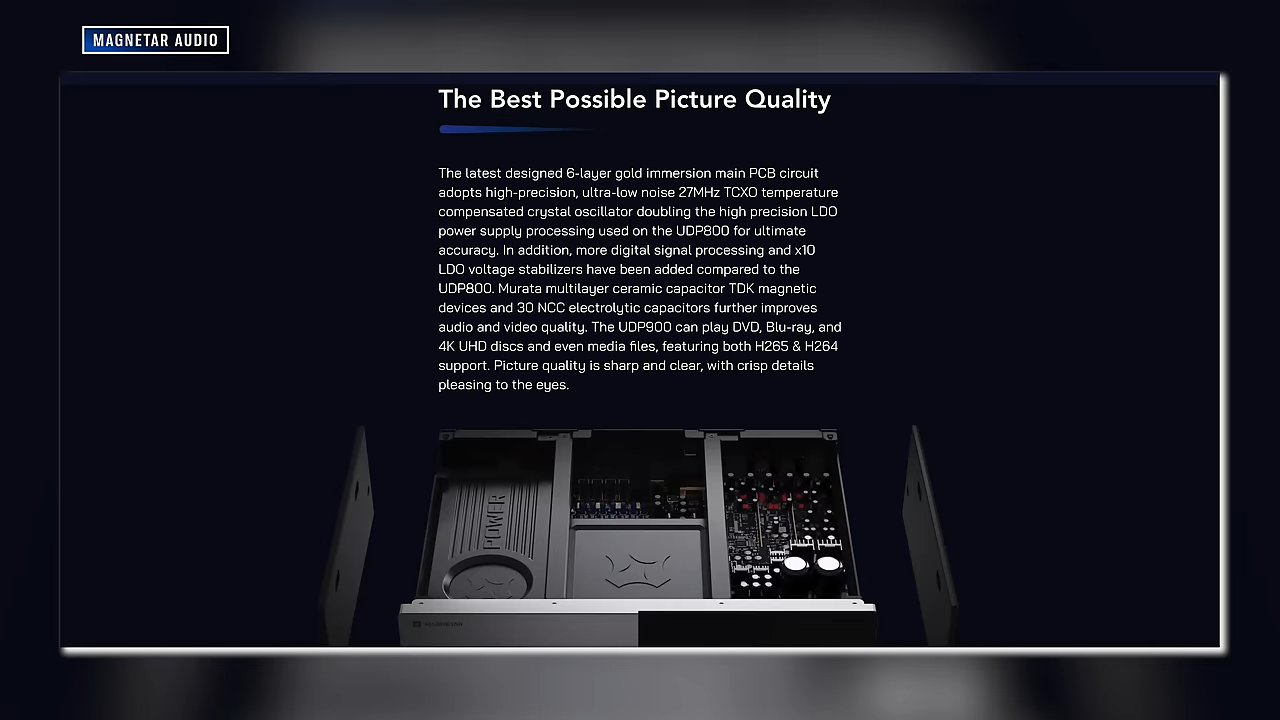 MAGNETAR AUDIO
The Best Possible Picture Quality
The latest designed 6-layer gold immersion main PCB circuit
adopts high-precision, ultra-low noise 27MHz TCXO temperature
compensated crystal oscillator doubling the high precision LDO
power supply processing used on the UDP800 for ultimate
accuracy. In addition, more digital signal processing and x10
LDO voltage stabilizers have been added compared to the
UDP800. Murata multilayer ceramic capacitor TDK magnetic
devices and 30 NCC electrolytic capacitors further improves
audio and video quality. The UDP900 can play DVD, Blu-ray, and
4K UHD discs and even media files, featuring both H265 & H264
support. Picture quality is sharp and clear, with crisp details
pleasing to the eyes.
POWER
MAGNETAR